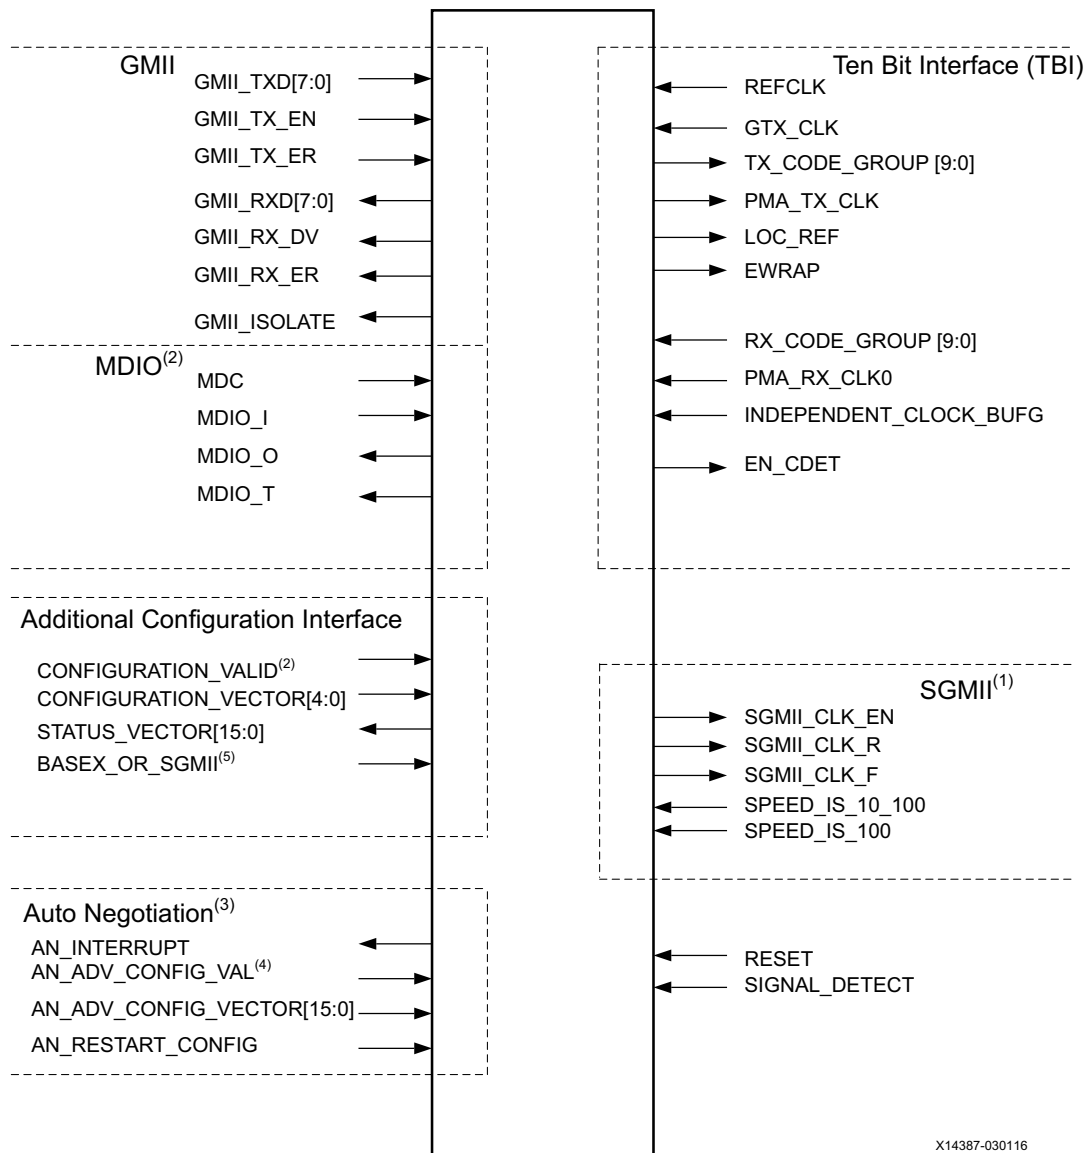 GMII
GMII_TXD[7:0]
GMII_TX_EN
GMII_TX_ER
GMII_RXD[7:0]
GMII_RX_DV
GMII_RX_ER
GMII_ISOLATE
MDIO(2)
MDC
MDIO_I
MDIO_O
MDIO_T
Additional Configuration Interface
CONFIGURATION_VALID(2)
CONFIGURATION_VECTOR[4:0]
STATUS_VECTOR[15:0]
BASEX_OR_SGMII(5)
Auto Negotiation(3)
AN_INTERRUPT
AN_ADV_CONFIG_VAL(4)
AN_ADV_CONFIG_VECTOR[15:0]
AN_RESTART_CONFIG
Ten Bit Interface (TBI)
REFCLK
GTX_CLK
TX_CODE_GROUP [9:0]
PMA_TX_CLK
LOC_REF
EWRAP
RX_CODE_GROUP [9:0]
PMA_RX_CLK0
INDEPENDENT_CLOCK_BUFG
EN_CDET
SGMII(1)
SGMII_CLK_EN
SGMII_CLK_R
SGMII_CLK_F
SPEED_IS_10_100
SPEED_IS_100
RESET
SIGNAL_DETECT
X14387-030116